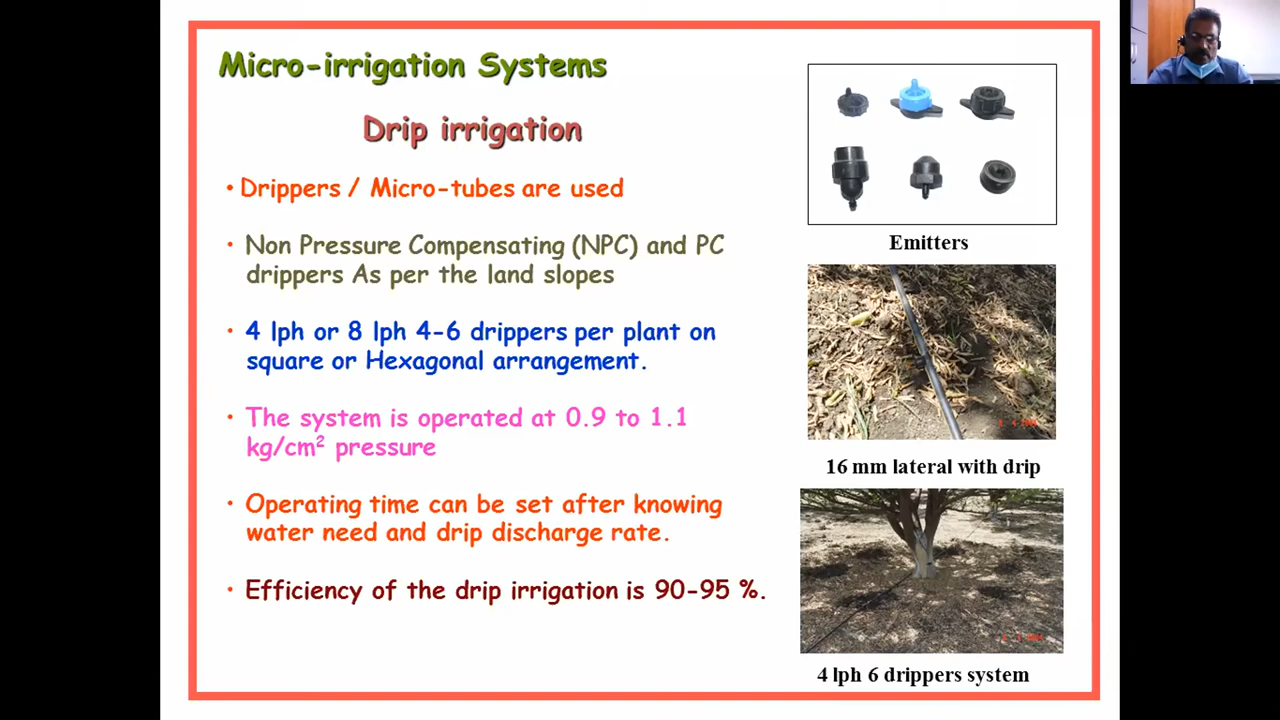 Micro-irrigation Systems
Drip irrigation
• Drippers / Micro-tubes are used
• Non Pressure Compensating (NPC) and PC
drippers As per the land slopes
• 4 lph or 8 lph 4-6 drippers per plant on
square or Hexagonal arrangement.
• The system is operated at 0.9 to 1.1
kg/cm² pressure
• Operating time can be set after knowing
water need and drip discharge rate.
• Efficiency of the drip irrigation is 90-95 %.
Emitters
16 mm lateral with drip
4 lph 6 drippers system